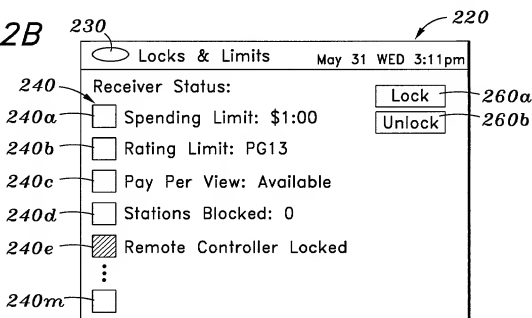 2B
230
220
Locks & Limits May 31 WED 3:11pm
240 Receiver Status:
Lock 260a
240a Spending Limit: $1:00
Unlock 260b
240b Rating Limit: PG13
240c Pay Per View: Available
240d Stations Blocked: 0
240e Remote Controller Locked
240m